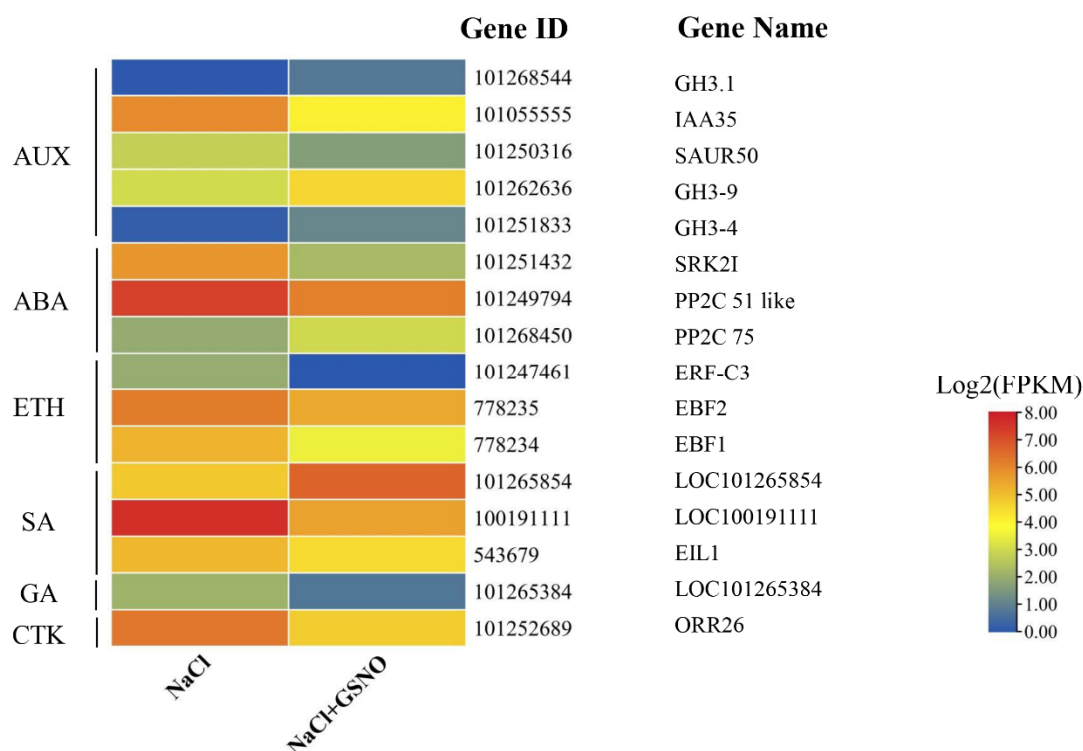 Gene ID Gene Name
AUX
101268544 GH3.1
101055555 IAA35
101250316 SAUR50
101262636 GH3-9
101251833 GH3-4
ABA
101251432 SRK2I
101249794 PP2C 51 like
101268450 PP2C 75
ETH
101247461 ERF-C3
778235 EBF2
778234 EBF1
SA
101265854 LOC101265854
100191111 LOC100191111
543679 EIL1
GA
101265384 LOC101265384
CTK
101252689 ORR26
NaCl
NaCl+GSNO
Log2(FPKM)
8.00
7.00
6.00
5.00
4.00
3.00
2.00
1.00
0.00